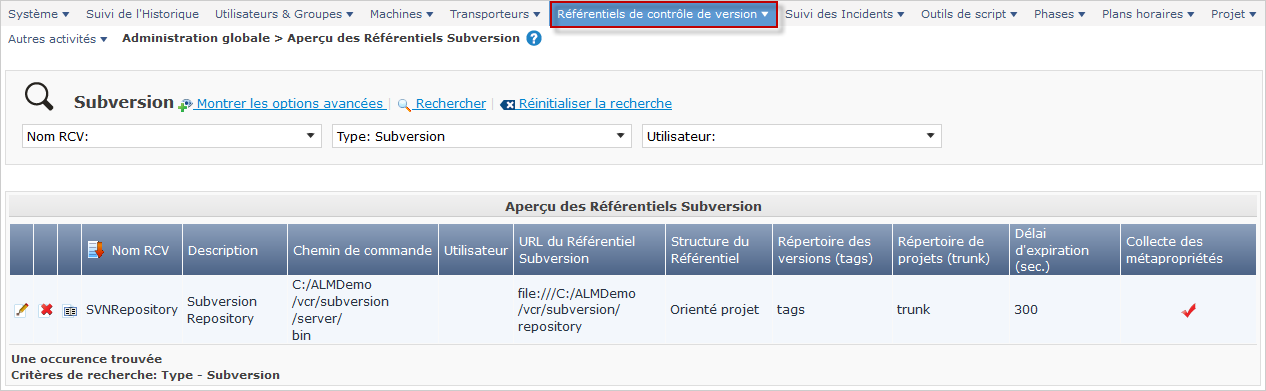 Système Suivi de l'Historique Utilisateurs & Groupes Machines Transporteurs Référentiels de contrôle de version Suivi des Incidents Outils de script Phases Plans horaires Projet
Autres activités Administration globale > Aperçu des Référentiels Subversion ?
Subversion Montrer les options avancées | Rechercher | Réinitialiser la recherche
Nom RCV: Type: Subversion Utilisateur:
Aperçu des Référentiels Subversion
Nom RCV
Description
Chemin de commande
Utilisateur
URL du Référentiel
Subversion
Structure du
Référentiel
Répertoire des
versions (tags)
Répertoire de
projets (trunk)
Délai
d'expiration
(sec.)
Collecte des
métapropriétés
SVNRepository
Subversion
Repository
C:/ALMDemo
/vcr/subversion
/server/
bin
file:///C:/ALMDemo
/vcr/subversion/
repository
Orienté projet
tags
trunk
300
Une occurence trouvée
Critères de recherche: Type - Subversion